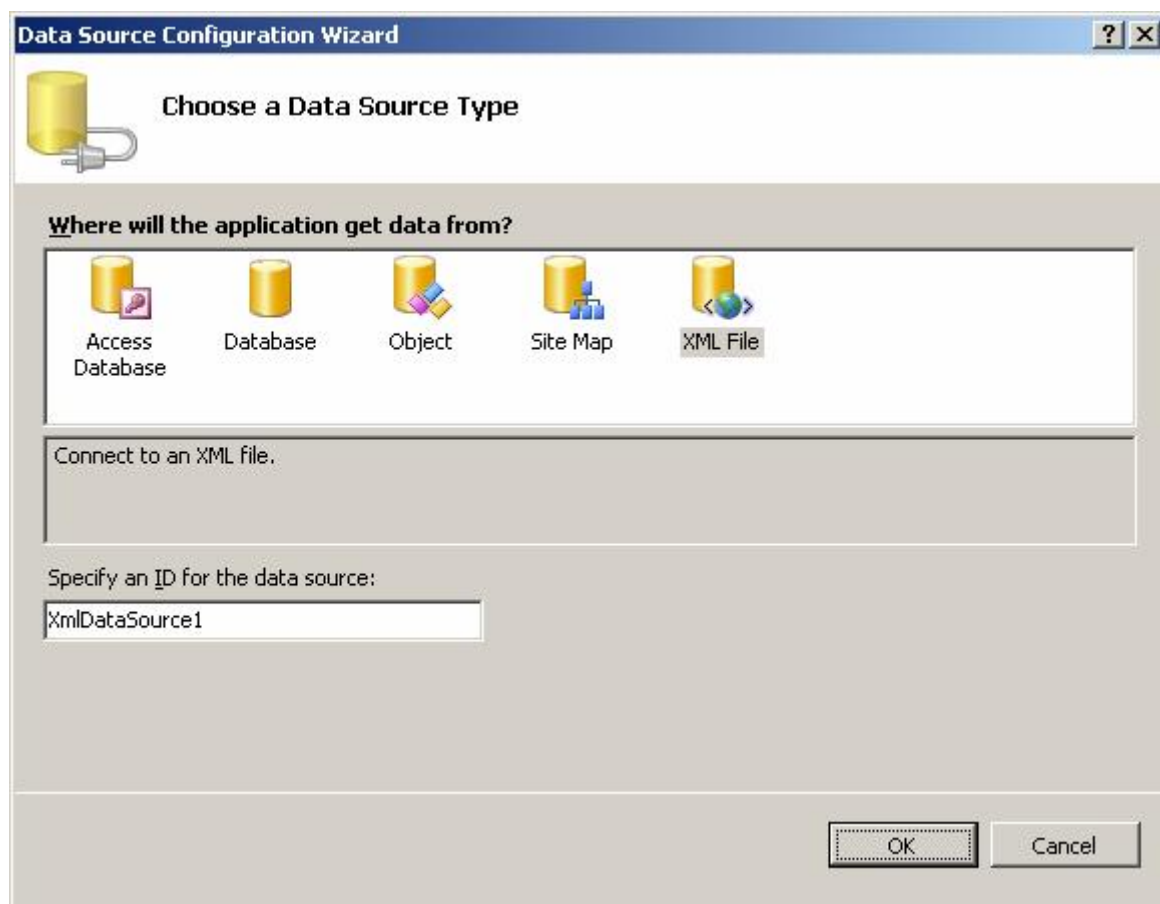 Data Source Configuration Wizard
Choose a Data Source Type
Where will the application get data from?
Access Database
Database
Object
Site Map
XML File
Connect to an XML file.
Specify an ID for the data source:
XmlDataSource1
OK
Cancel